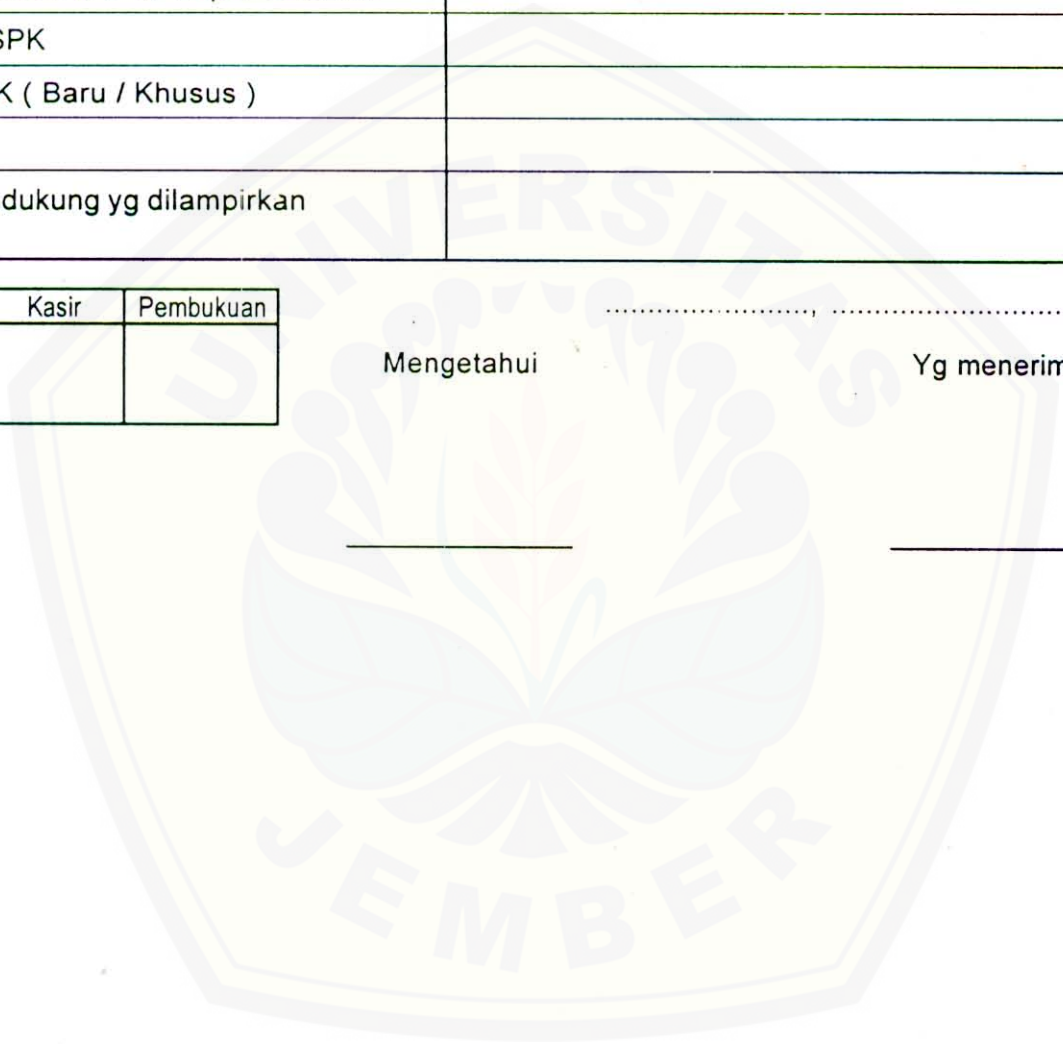 SPK
K ( Baru / Khusus )
dukung yg dilampirkan
Kasir Pembukuan
......................., ..........................
Mengetahui Yg menerim
UNIVERSITAS
JEMBER